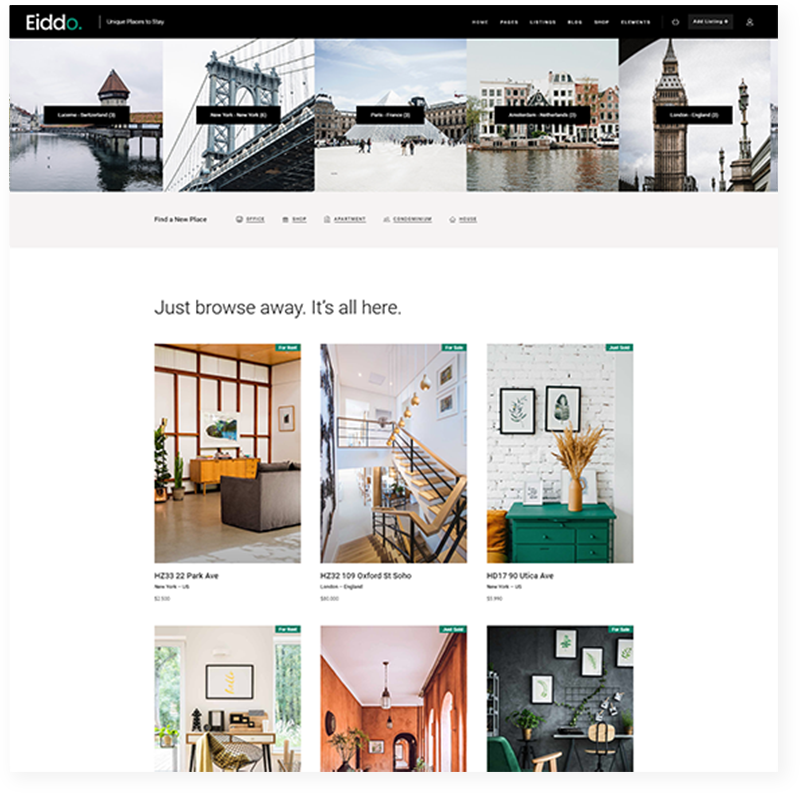 Eiddo.
Unique Places to Stay
HOME PAGES LISTINGS BLOG SHOP ELEMENTS
Add Listing
Lucerne - Switzerland (3)
New York - New York (6)
Paris - France (3)
Amsterdam - Netherlands (3)
London - England (3)
Find a New Place
OFFICE SHOP APARTMENT CONDOMINIUM HOUSE
Just browse away. It's all here.
For Rent
For Sale
Just Sold
HZ33 22 Park Ave
New York – US
$2.500
HZ32 109 Oxford St Soho
London – England
$80.000
HD17 90 Utica Ave
New York – US
For Rent
Just Sold
For Sale
hello